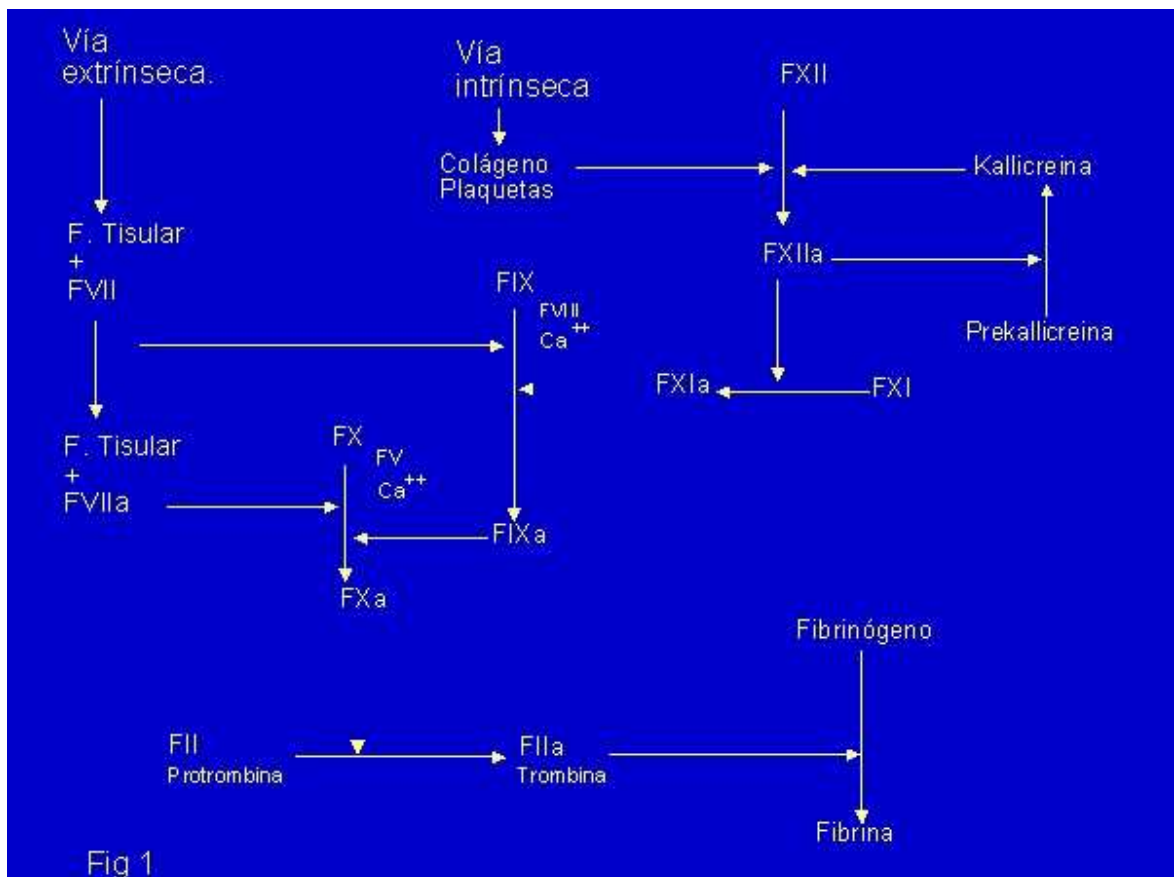 Vía
extrínseca.
Vía
intrínseca
FXII
Colágeno
Plaquetas
Kallicreina
F. Tisular
+
FVII
FXIIa
FIX
FVIII
Ca++
Prekallicreina
FXIa
FXI
F. Tisular
+
FVIIa
FX
FV
Ca++
FIXa
FXa
Fibrinógeno
FII
Protrombina
FIIa
Trombina
Fibrina
Fig 1